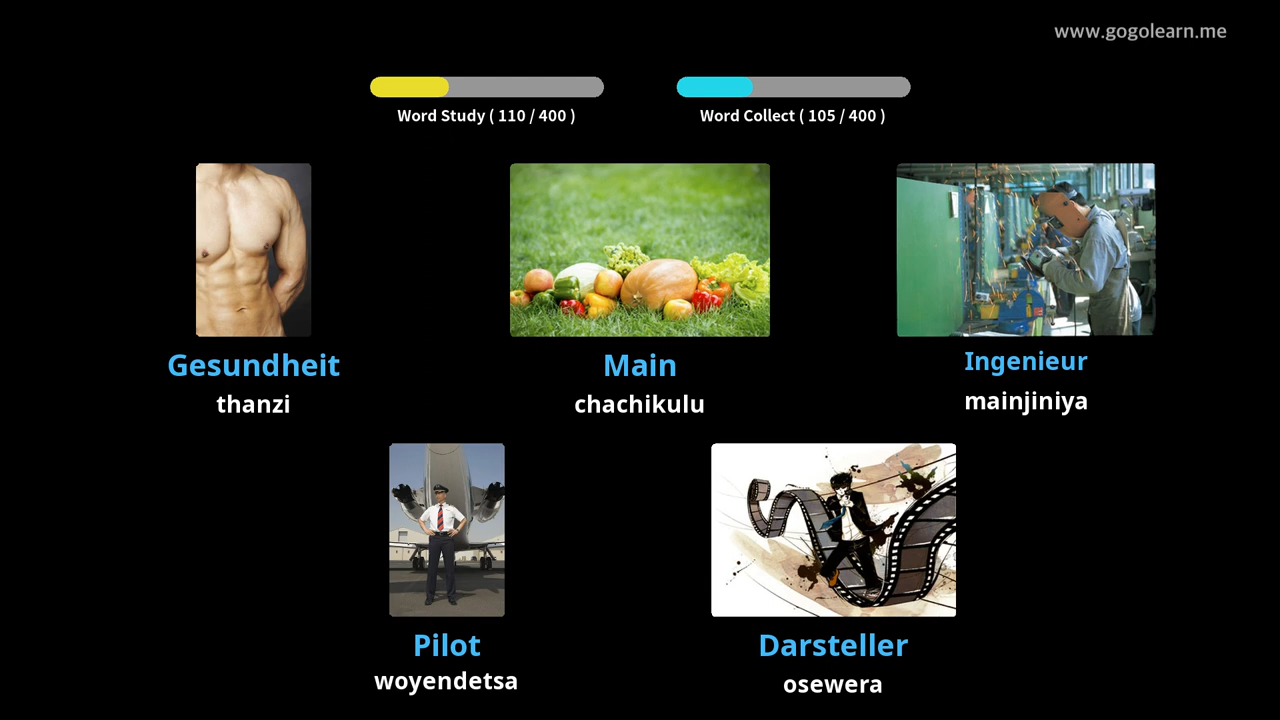 www.gogolearn.me
Word Study ( 110 / 400 )
Word Collect ( 105 / 400 )
Gesundheit
thanzi
Main
chachikulu
Ingenieur
mainjiniya
Pilot
woyendetsa
Darsteller
osewera